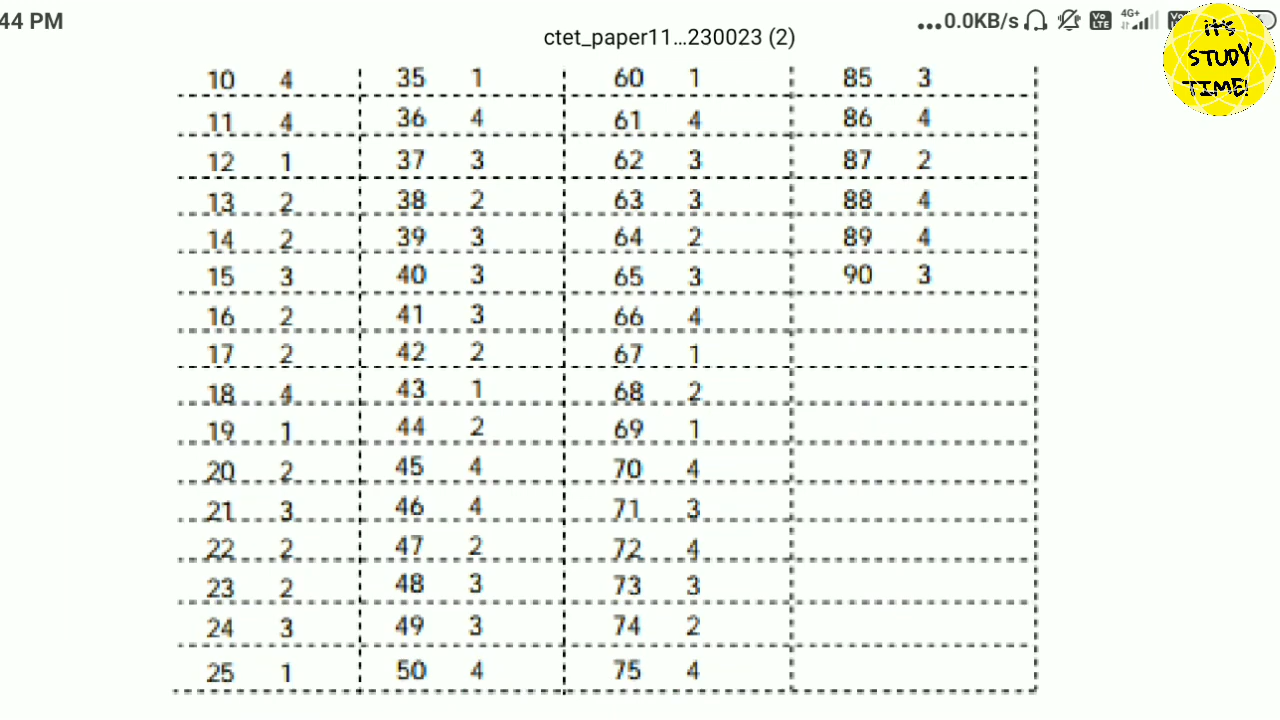 44 PM
...0.0KB/s 4G+
ctet_paper11...230023 (2)
it's
STUDY
TIME!
10 4 35 1 60 1 85 3
11 4 36 4 61 4 86 4
12 1 37 3 62 3 87 2
13 2 38 2 63 3 88 4
14 2 39 3 64 2 89 4
15 3 40 3 65 3 90 3
16 2 41 3 66 4
17 2 42 2 67 1
18 4 43 1 68 2
19 1 44 2 69 1
20 2 45 4 70 4
21 3 46 4 71 3
22 2 47 2 72 4
23 2 48 3 73 3
24 3 49 3 74 2
25 1 50 4 75 4